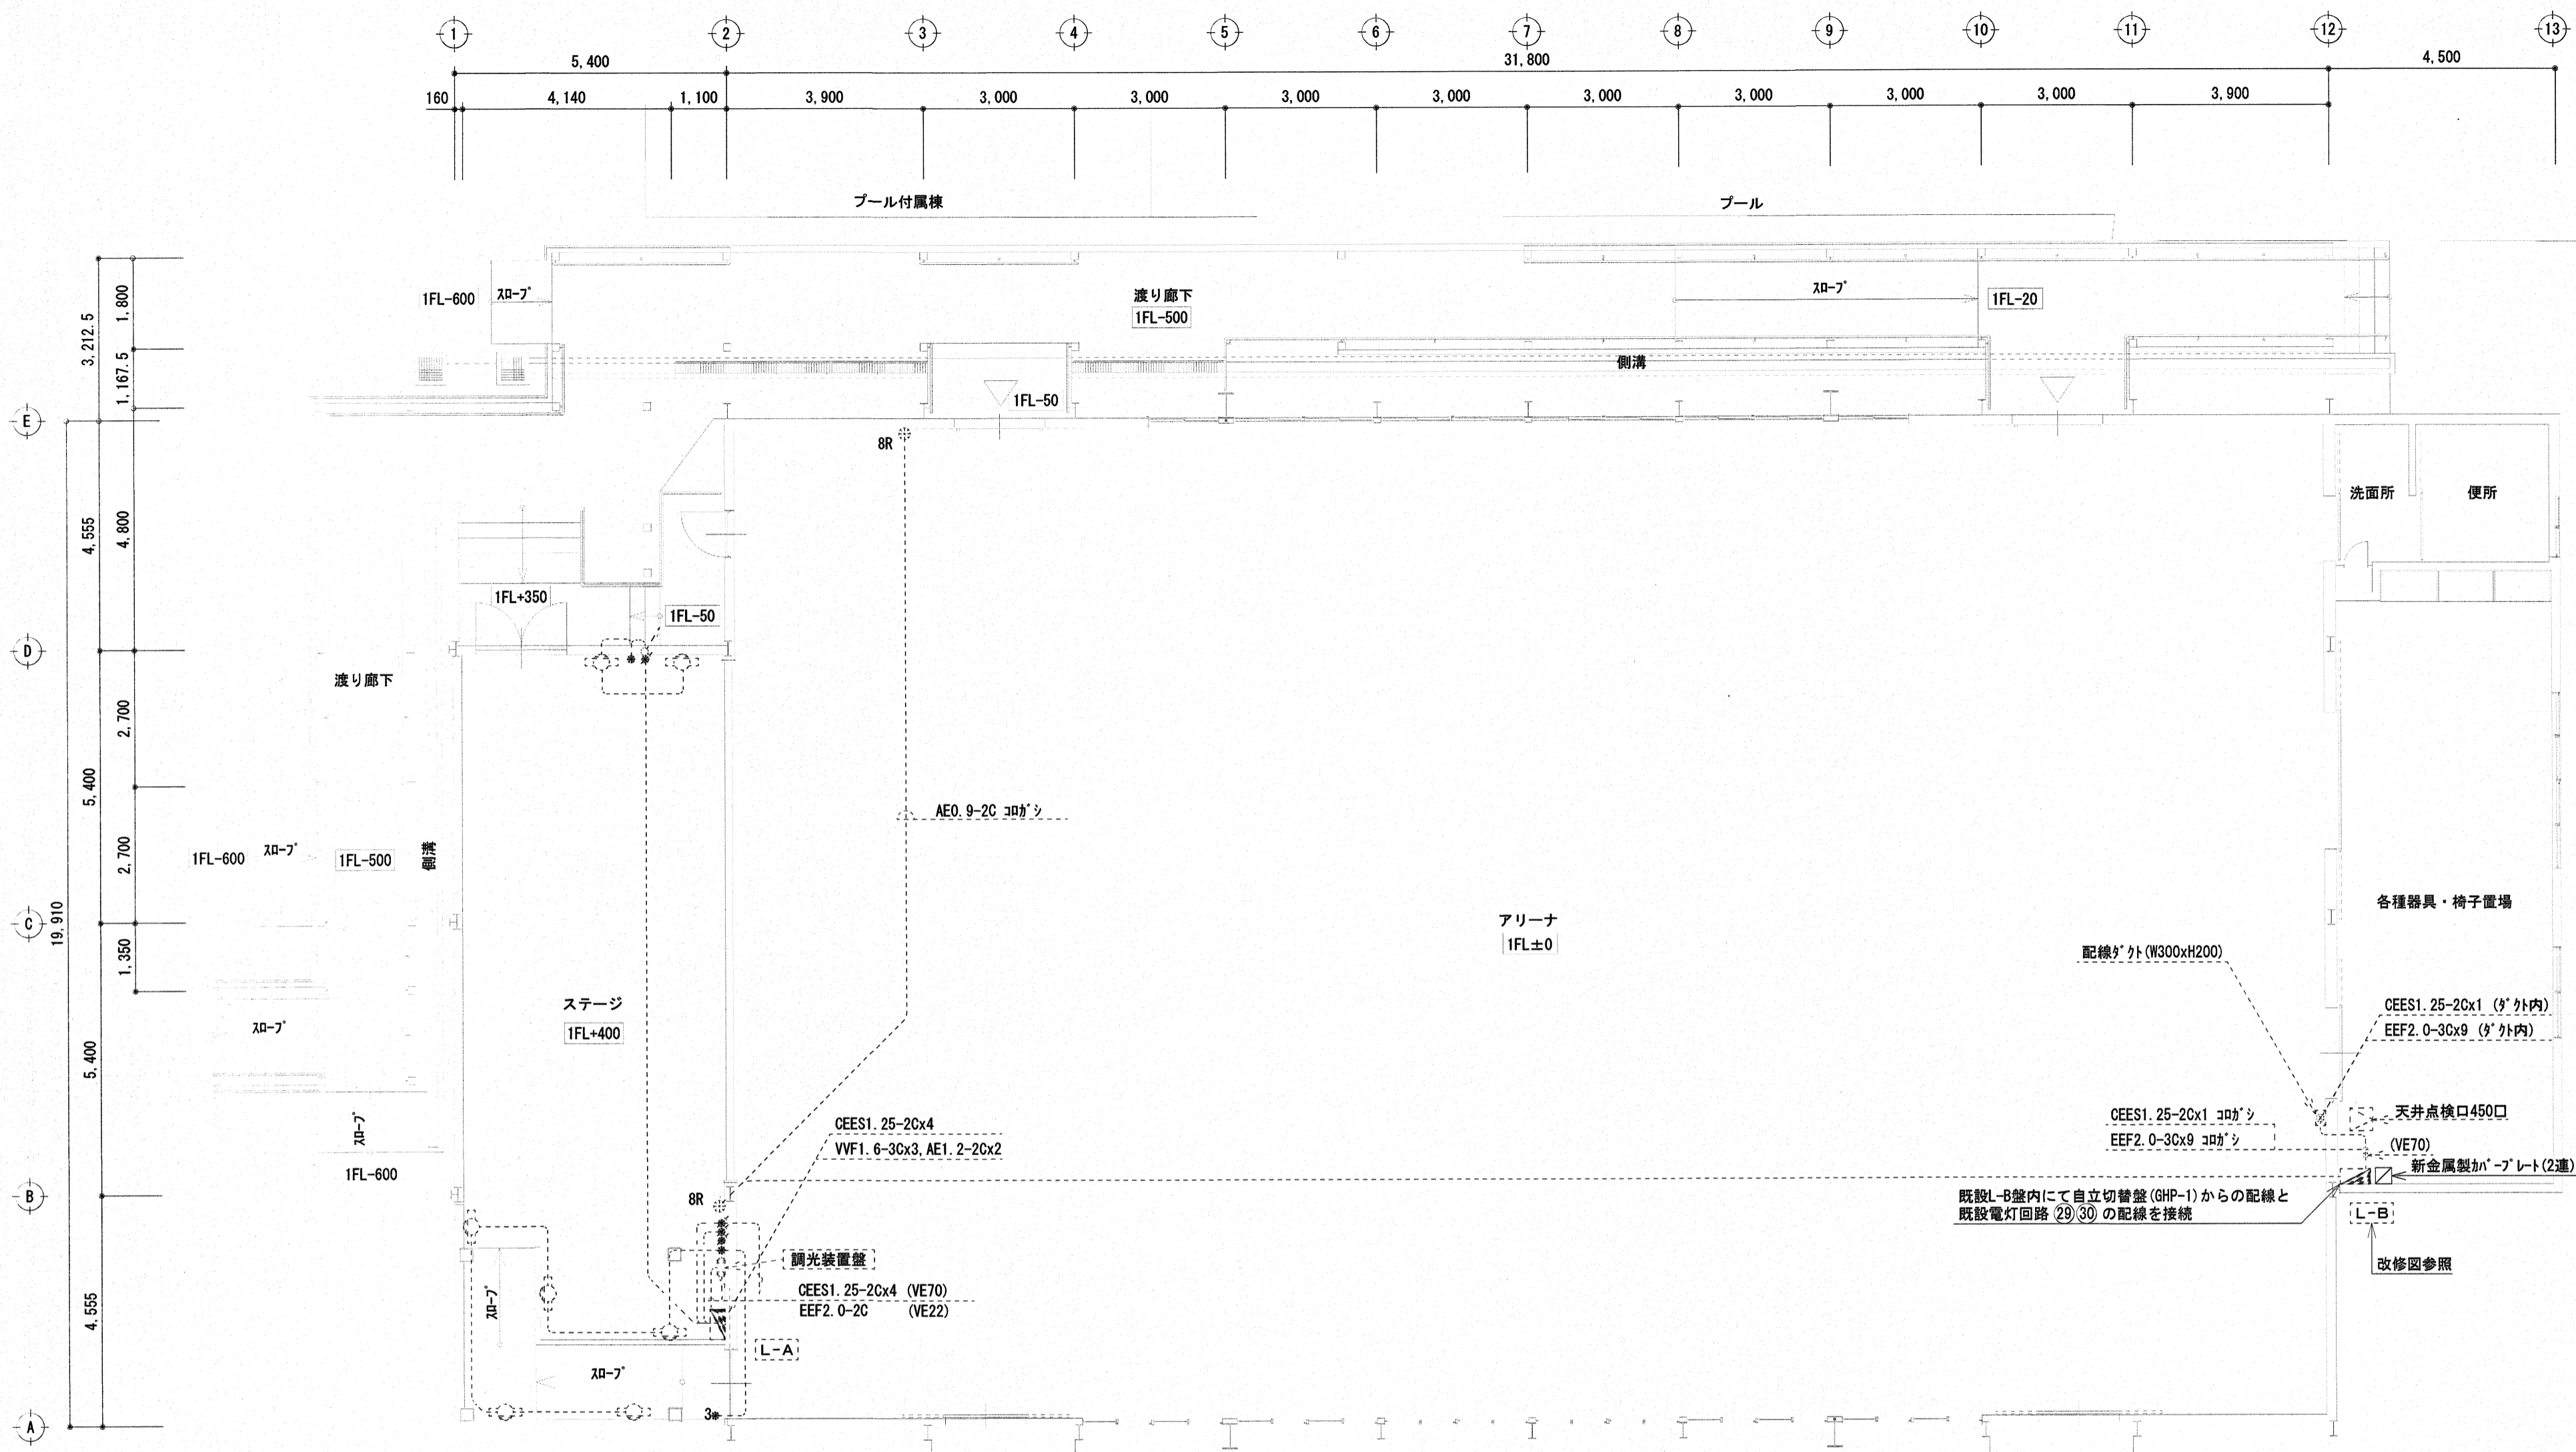 1
2
3
4
5
6
7
8
9
10
11
12
13
5,400
31,800
4,500
160
4,140
1,100
3,900
3,000
3,000
3,000
3,000
3,000
3,000
3,000
3,000
3,900
プール付属棟
プール
3,212.5
1,800
1,167.5
1FL-600
スロープ
渡り廊下
1FL-500
スロープ
1FL-20
側溝
1FL-50
E
8R
洗面所
便所
4,555
4,800
1FL+350
1FL-50
D
渡り廊下
2,700
5,400
AE0.9-2C コロガシ
2,700
1FL-600
スロープ
1FL-500
側溝
C
19,910
1,350
各種器具・椅子置場
アリーナ
1FL±0
配線ダクト(W300xH200)
ステージ
1FL+400
スロープ
CEES1.25-2Cx1 (ダクト内)
EEF2.0-3Cx9 (ダクト内)
5,400
CEES1.25-2Cx4
VVF1.6-3Cx3,AE1.2-2Cx2
CEES1.25-2Cx1 コロガシ
EEF2.0-3Cx9 コロガシ
天井点検口450口
(VE70)
新金属製カバープレート(2連)
スロープ
1FL-600
B
8R
既設L-B盤内にて自立切替盤(GHP-1)からの配線と
既設電灯回路㉙㉚の配線を接続
L-B
改修図参照
調光装置盤
CEES1.25-2Cx4 (VE70)
EEF2.0-2C (VE22)
4,555
スロープ
L-A
スロープ
3
A